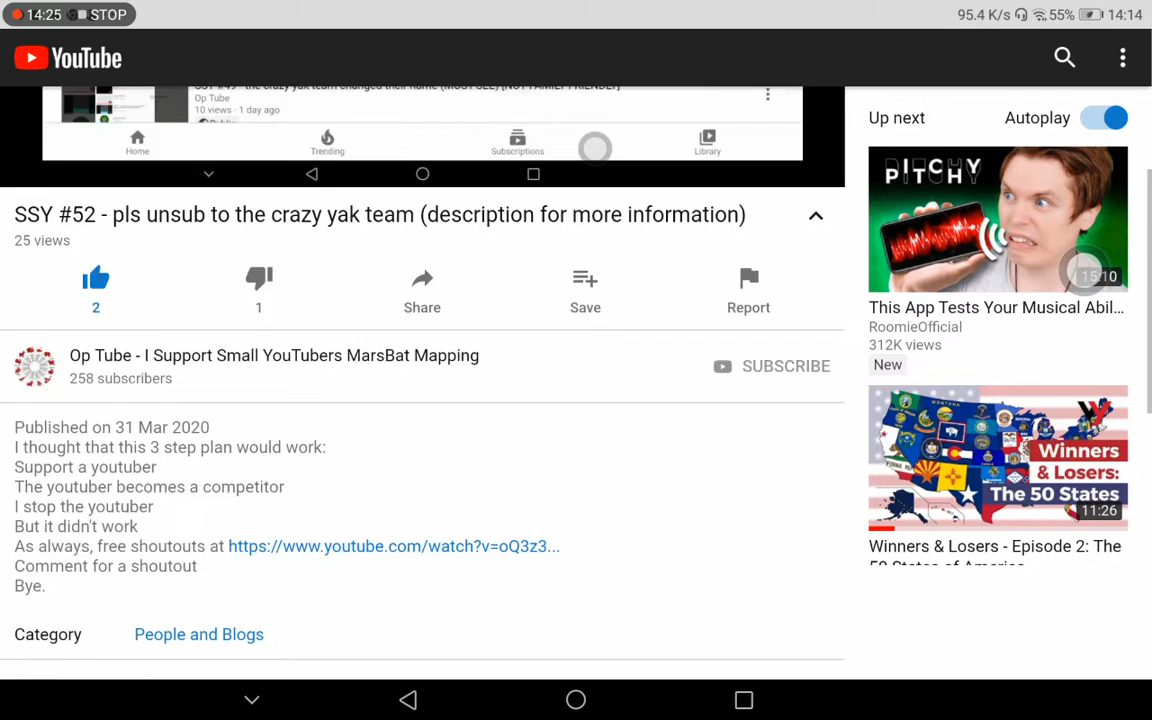 14:25 STOP
95.4 K/s 55% 14:14
YouTube
SSY #49 - the crazy yak team changed their name (MUST SEE) [NOT FAMILY FRIENDLY]
Op Tube
10 views · 1 day ago
Public
Home Trending Subscriptions Library
SSY #52 - pls unsub to the crazy yak team (description for more information)
25 views
2 1 Share Save Report
Op Tube - I Support Small YouTubers MarsBat Mapping
258 subscribers
SUBSCRIBE
Published on 31 Mar 2020
I thought that this 3 step plan would work:
Support a youtuber
The youtuber becomes a competitor
I stop the youtuber
But it didn't work
As always, free shoutouts at https://www.youtube.com/watch?v=oQ3z3...
Comment for a shoutout
Bye.
Category People and Blogs
Up next Autoplay
PITCHY
15:10
This App Tests Your Musical Abil...
RoomieOfficial
312K views
New
Winners
& Losers:
The 50 States
11:26
Winners & Losers - Episode 2: The
50 States of America